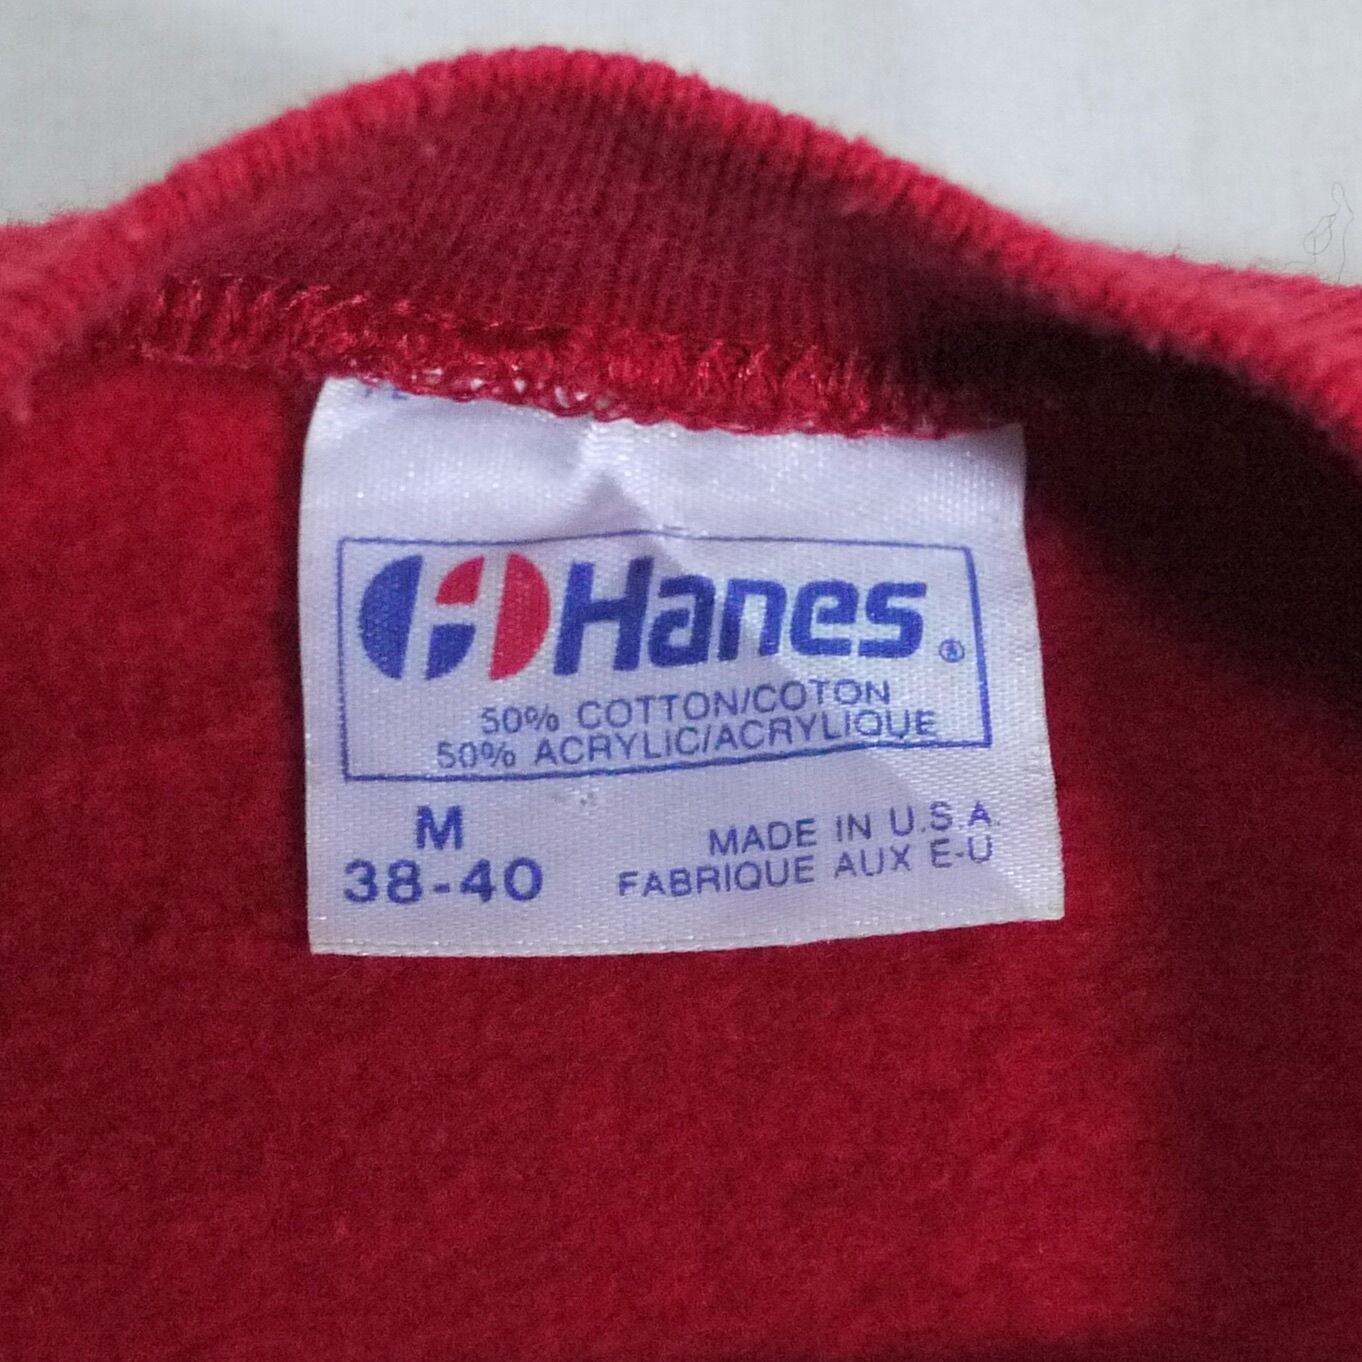 Hanes®
50% COTTON/COTON
50% ACRYLIC/ACRYLIQUE
M
38-40
MADE IN U.S.A.
FABRIQUE AUX E-U